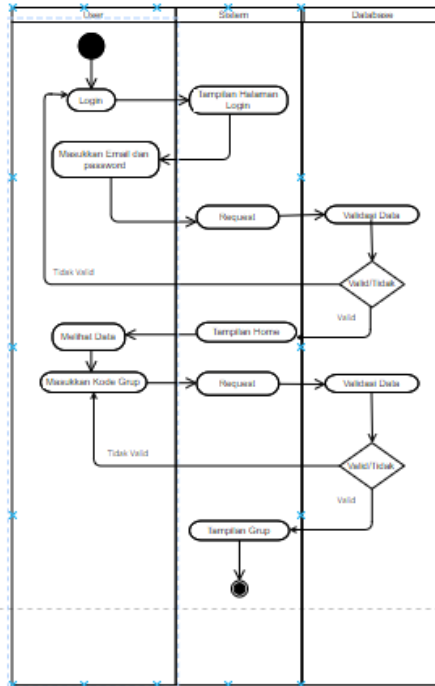 User
Sistem
Database
Login
Tampilan Halaman
Login
Masukkan Email dan
password
Request
Validasi Data
Valid/Tidak
Tidak Valid
Valid
Tampilan Home
Melihat Data
Masukkan Kode Grup
Request
Validasi Data
Valid/Tidak
Tidak Valid
Valid
Tampilan Grup